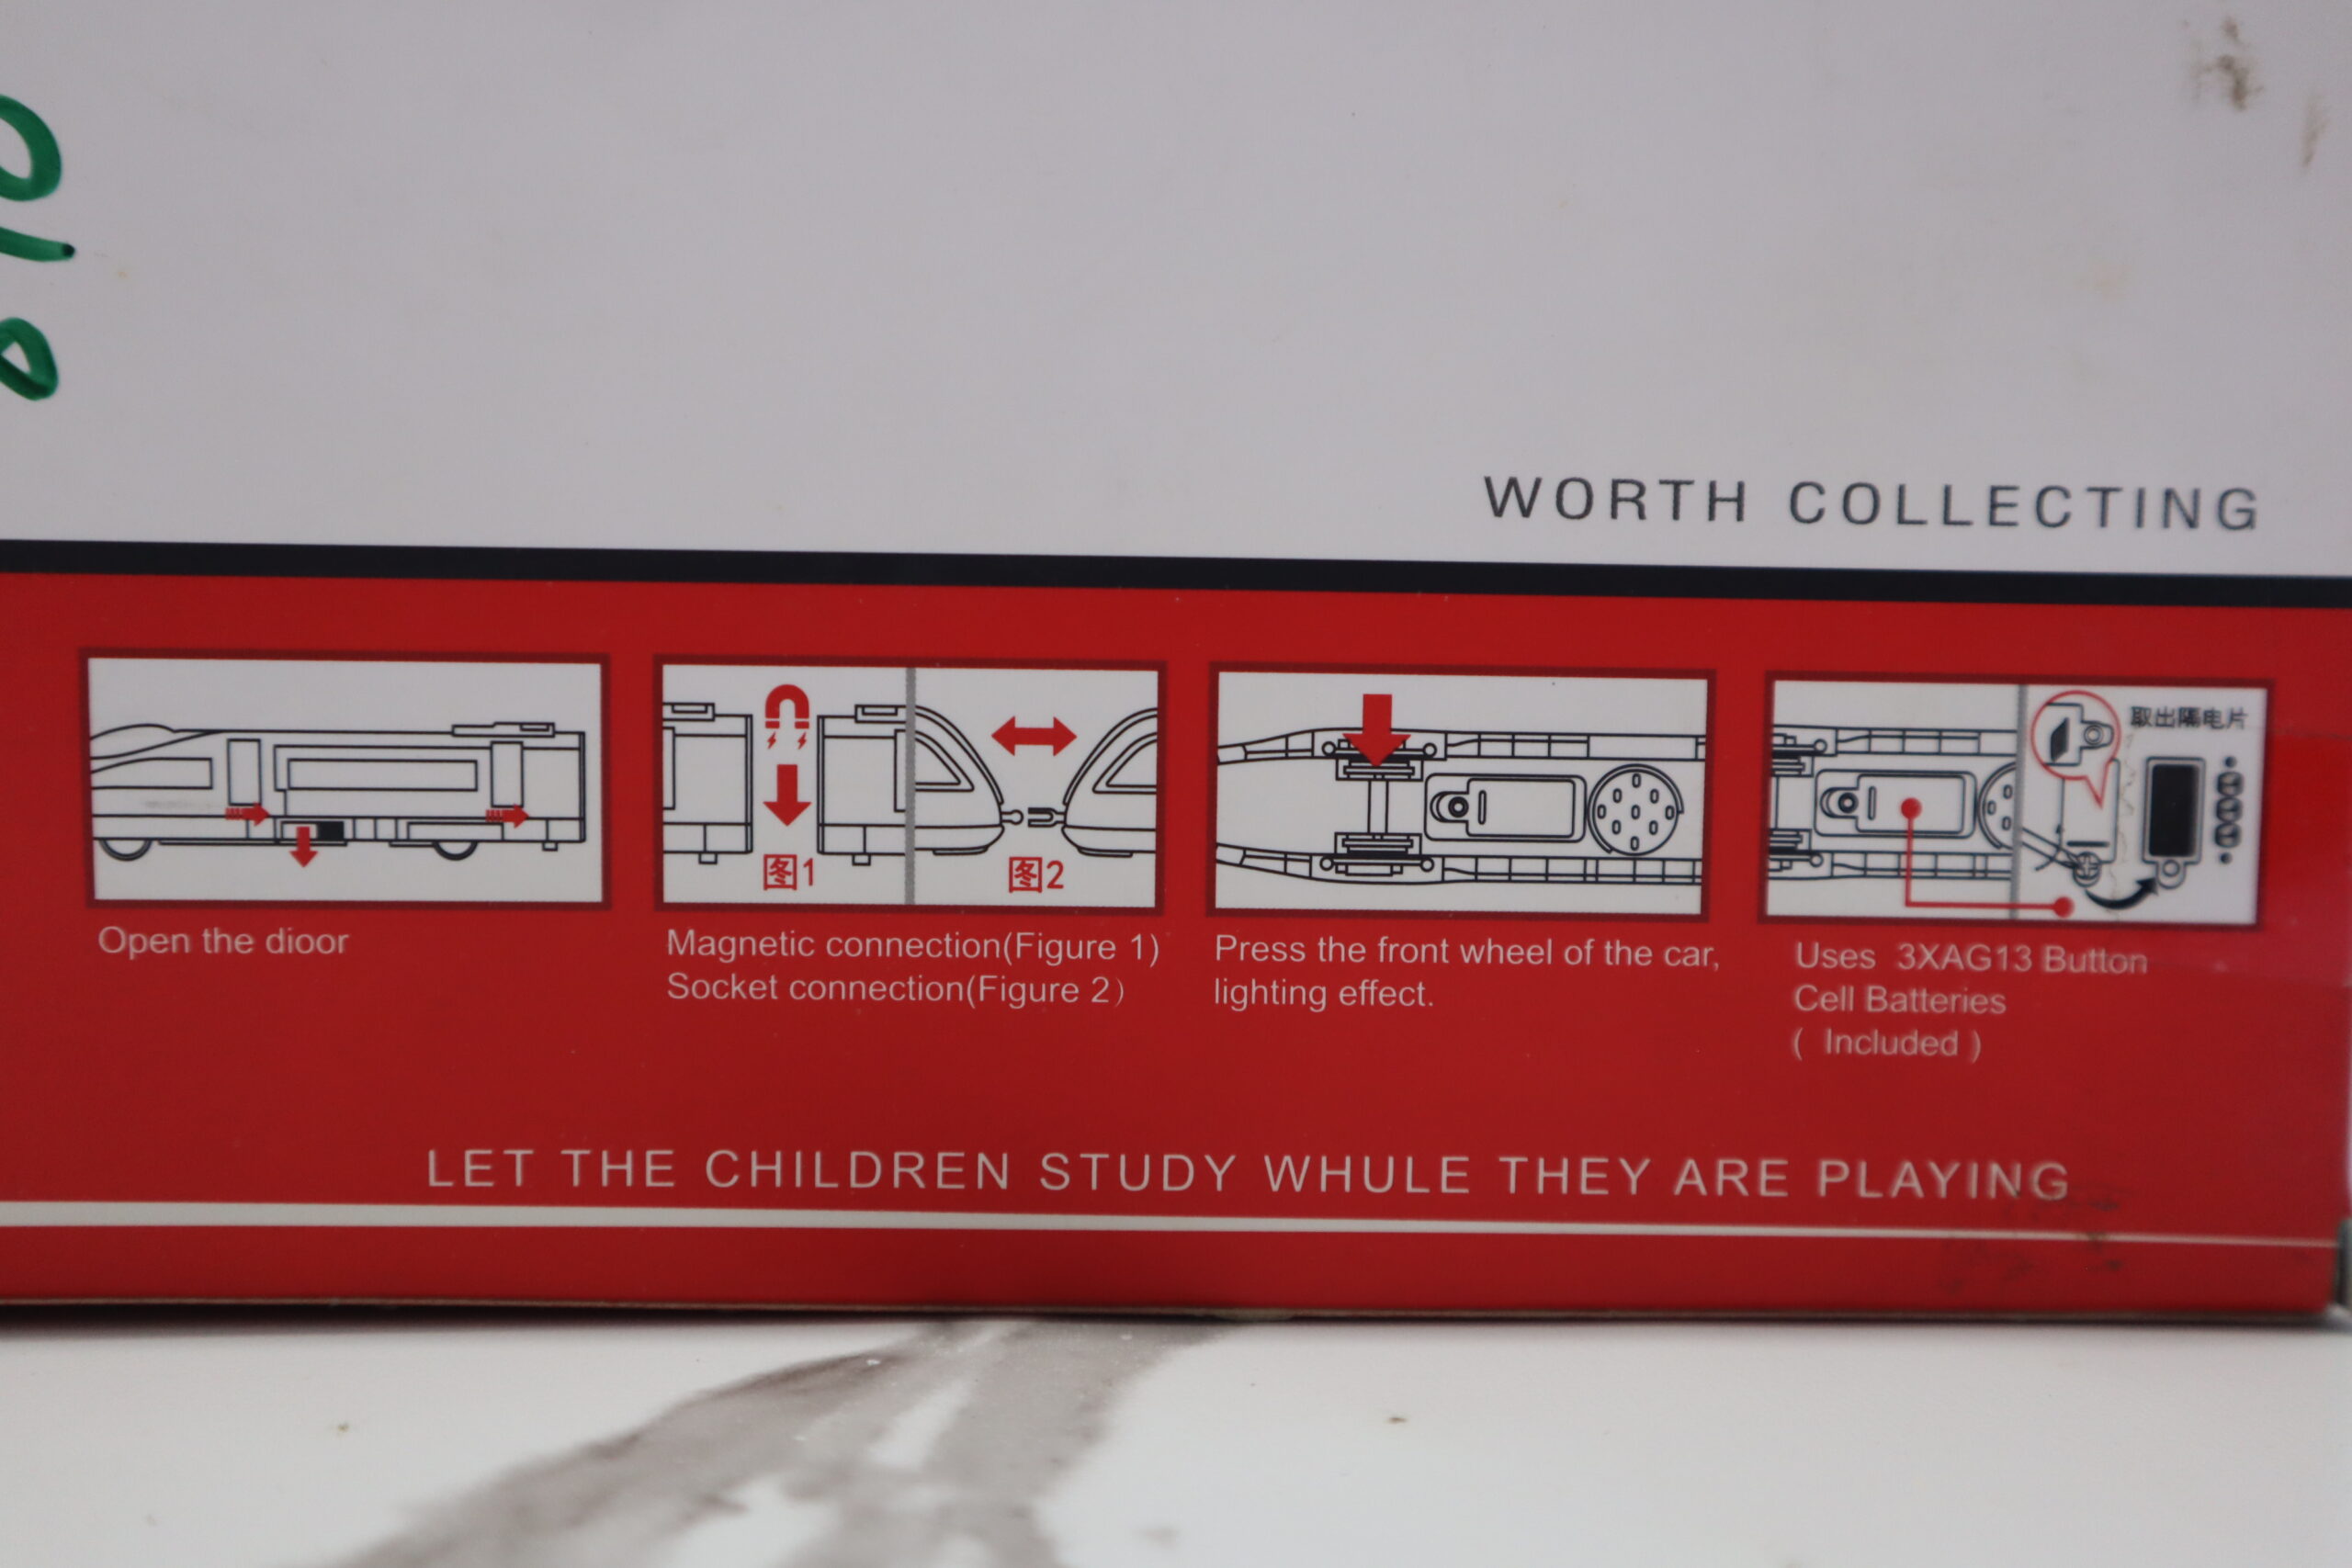 WORTH COLLECTING
图1
图2
取出隔电片
Open the dioor
Magnetic connection(Figure 1)
Socket connection(Figure 2)
Press the front wheel of the car,
lighting effect.
Uses 3XAG13 Button
Cell Batteries
( Included )
LET THE CHILDREN STUDY WHULE THEY ARE PLAYING